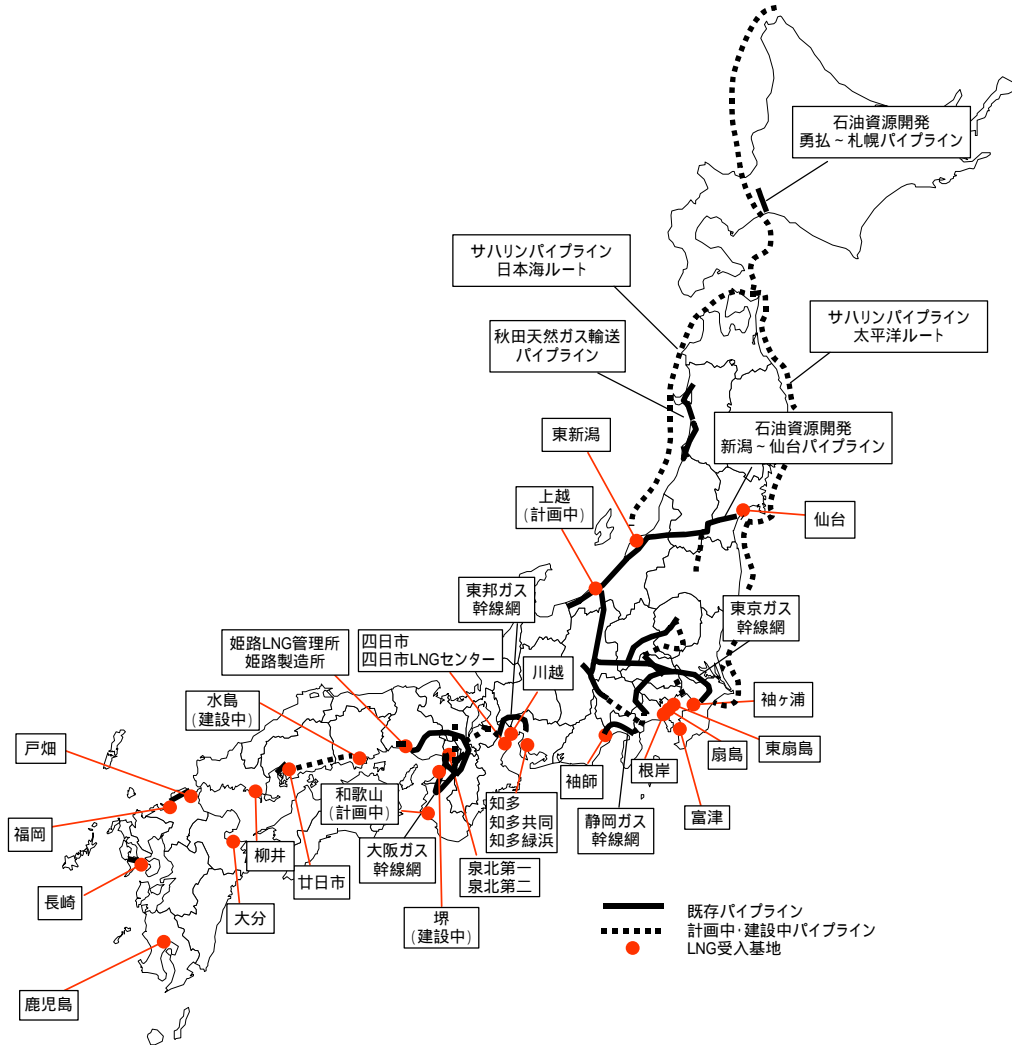 石油資源開発
勇払~札幌パイプライン
サハリンパイプライン
日本海ルート
サハリンパイプライン
太平洋ルート
秋田天然ガス輸送
パイプライン
石油資源開発
新潟~仙台パイプライン
東新潟
上越
(計画中)
仙台
東邦ガス
幹線網
東京ガス
幹線網
姫路LNG管理所
姫路製造所
四日市
四日市LNGセンター
川越
水島
(建設中)
袖ヶ浦
戸畑
東扇島
扇島
根岸
袖師
和歌山
(計画中)
知多
知多共同
知多緑浜
静岡ガス
幹線網
富津
福岡
柳井
廿日市
大阪ガス
幹線網
泉北第一
泉北第二
長崎
大分
堺
(建設中)
鹿児島
既存パイプライン
計画中・建設中パイプライン
LNG受入基地